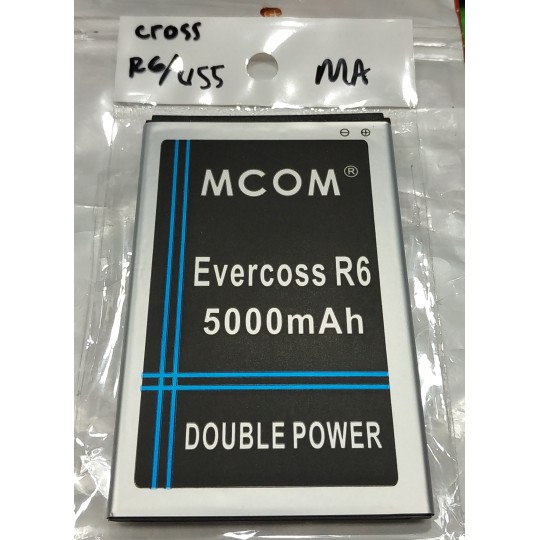 cross
R6/U55
MA
MCOM®
Evercoss R6
5000mAh
DOUBLE POWER